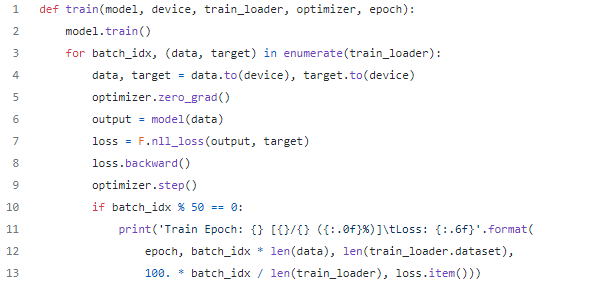 1 def train(model, device, train_loader, optimizer, epoch):
2     model.train()
3     for batch_idx, (data, target) in enumerate(train_loader):
4         data, target = data.to(device), target.to(device)
5         optimizer.zero_grad()
6         output = model(data)
7         loss = F.nll_loss(output, target)
8         loss.backward()
9         optimizer.step()
10         if batch_idx % 50 == 0:
11             print('Train Epoch: {} [{}/{} ({:.0f}%)]\tLoss: {:.6f}'.format(
12                 epoch, batch_idx * len(data), len(train_loader.dataset),
13                 100. * batch_idx / len(train_loader), loss.item()))